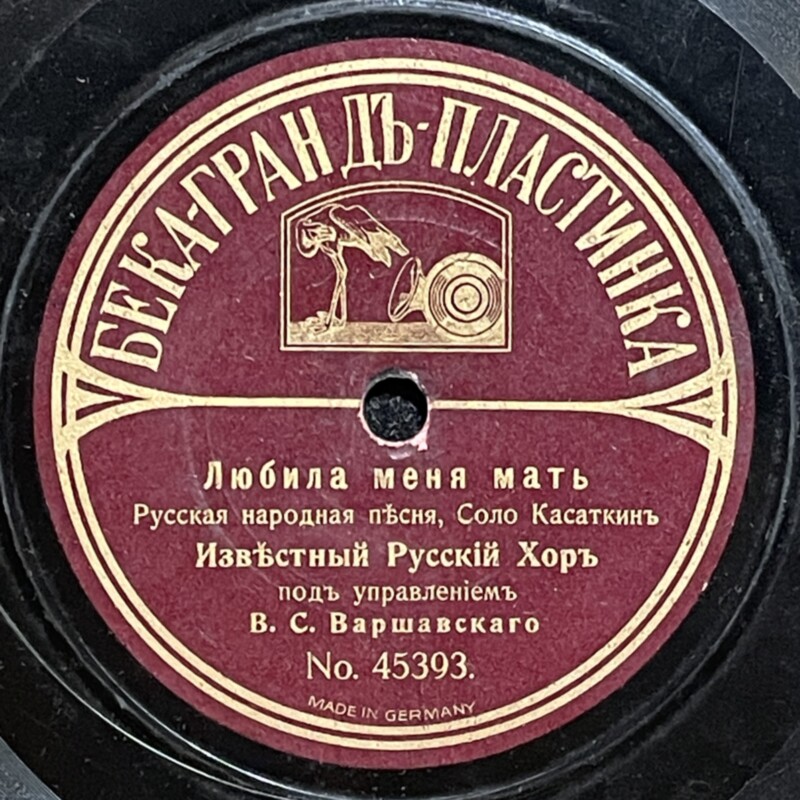 БЕКА-ГРАНДЪ-ПЛАСТИНКА
Любила меня мать
Русская народная пѣсня, Соло Касаткинъ
Извѣстный Русскій Хоръ
подъ управленіемъ
В. С. Варшавскаго
No. 45393.
MADE IN GERMANY